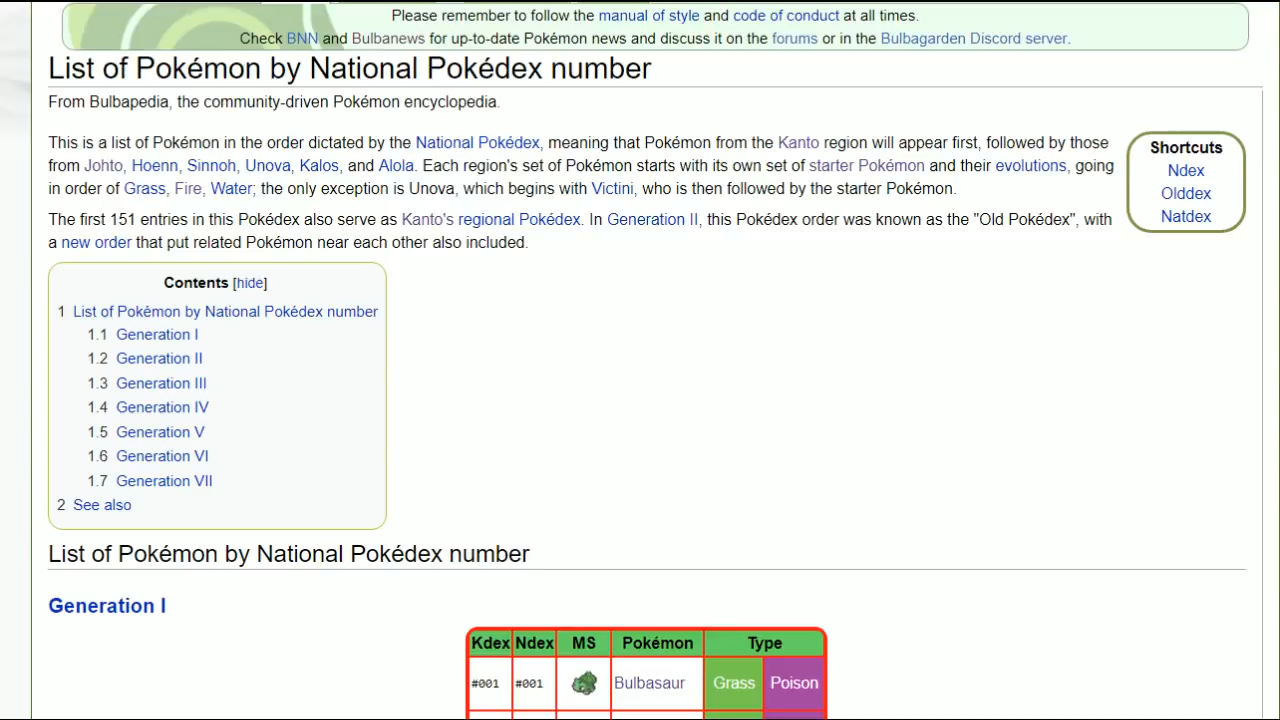 Please remember to follow the manual of style and code of conduct at all times.
Check BNN and Bulbanews for up-to-date Pokémon news and discuss it on the forums or in the Bulbagarden Discord server.
List of Pokémon by National Pokédex number
From Bulbapedia, the community-driven Pokémon encyclopedia.
This is a list of Pokémon in the order dictated by the National Pokédex, meaning that Pokémon from the Kanto region will appear first, followed by those
from Johto, Hoenn, Sinnoh, Unova, Kalos, and Alola. Each region's set of Pokémon starts with its own set of starter Pokémon and their evolutions, going
in order of Grass, Fire, Water; the only exception is Unova, which begins with Victini, who is then followed by the starter Pokémon.
The first 151 entries in this Pokédex also serve as Kanto's regional Pokédex. In Generation II, this Pokédex order was known as the "Old Pokédex", with
a new order that put related Pokémon near each other also included.
Shortcuts
Ndex
Olddex
Natdex
Contents [hide]
1 List of Pokémon by National Pokédex number
1.1 Generation I
1.2 Generation II
1.3 Generation III
1.4 Generation IV
1.5 Generation V
1.6 Generation VI
1.7 Generation VII
2 See also
List of Pokémon by National Pokédex number
Generation I
Kdex Ndex MS Pokémon Type
#001 #001 Bulbasaur Grass Poison